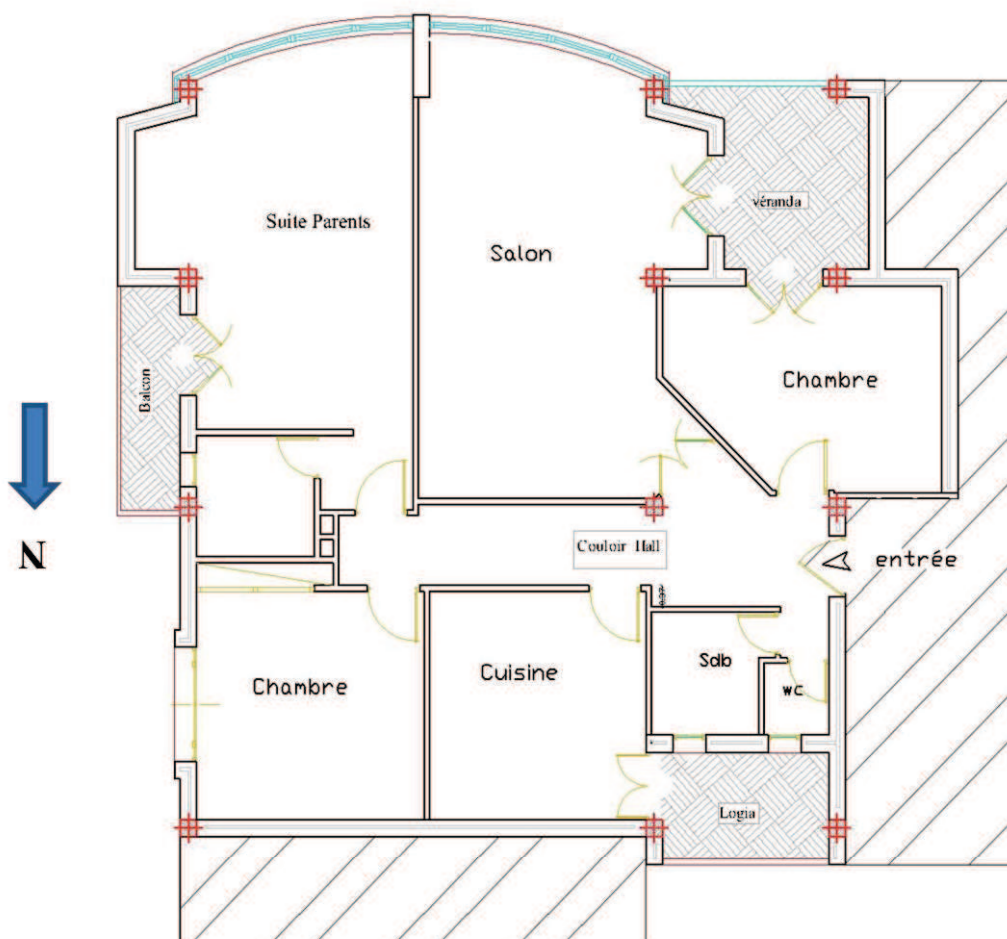 véranda
Suite Parents
Salon
Chambre
Balcon
N
Couloir Hall
entrée
Chambre
Cuisine
Sdb
wc
Logia